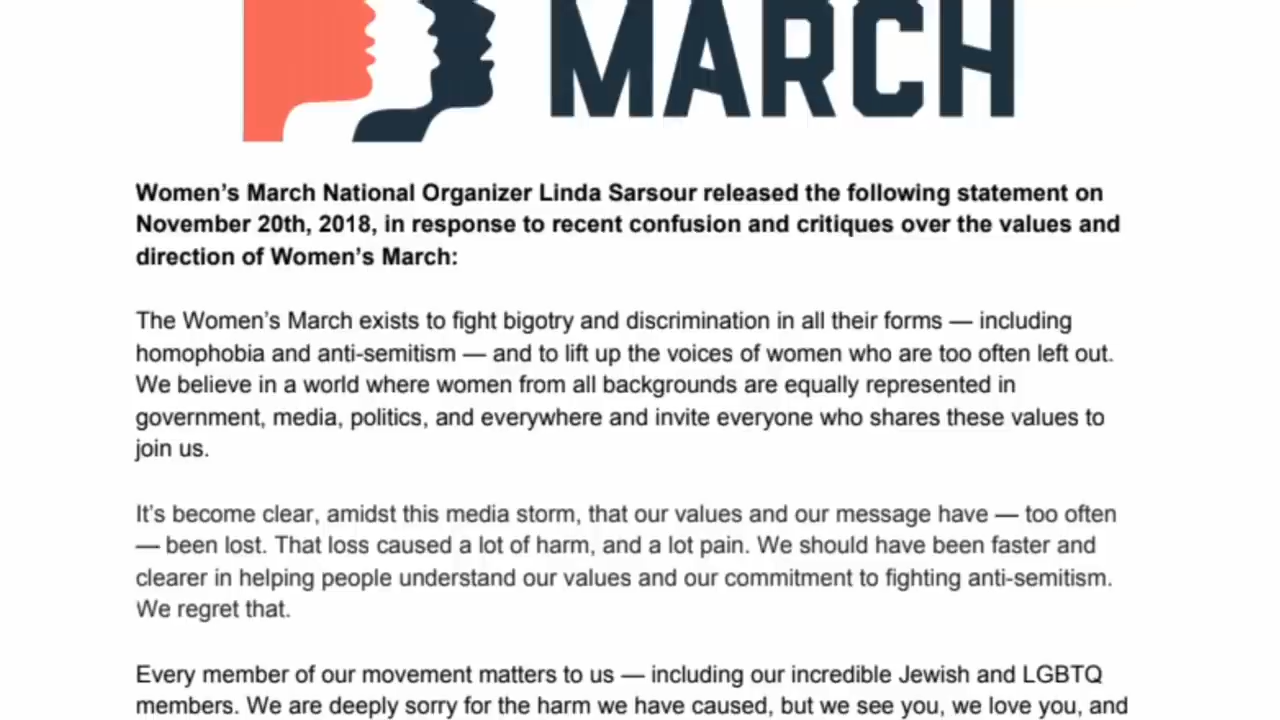 MARCH
Women’s March National Organizer Linda Sarsour released the following statement on
November 20th, 2018, in response to recent confusion and critiques over the values and
direction of Women’s March:
The Women’s March exists to fight bigotry and discrimination in all their forms — including
homophobia and anti-semitism — and to lift up the voices of women who are too often left out.
We believe in a world where women from all backgrounds are equally represented in
government, media, politics, and everywhere and invite everyone who shares these values to
join us.
It’s become clear, amidst this media storm, that our values and our message have — too often
— been lost. That loss caused a lot of harm, and a lot pain. We should have been faster and
clearer in helping people understand our values and our commitment to fighting anti-semitism.
We regret that.
Every member of our movement matters to us — including our incredible Jewish and LGBTQ
members. We are deeply sorry for the harm we have caused, but we see you, we love you, and